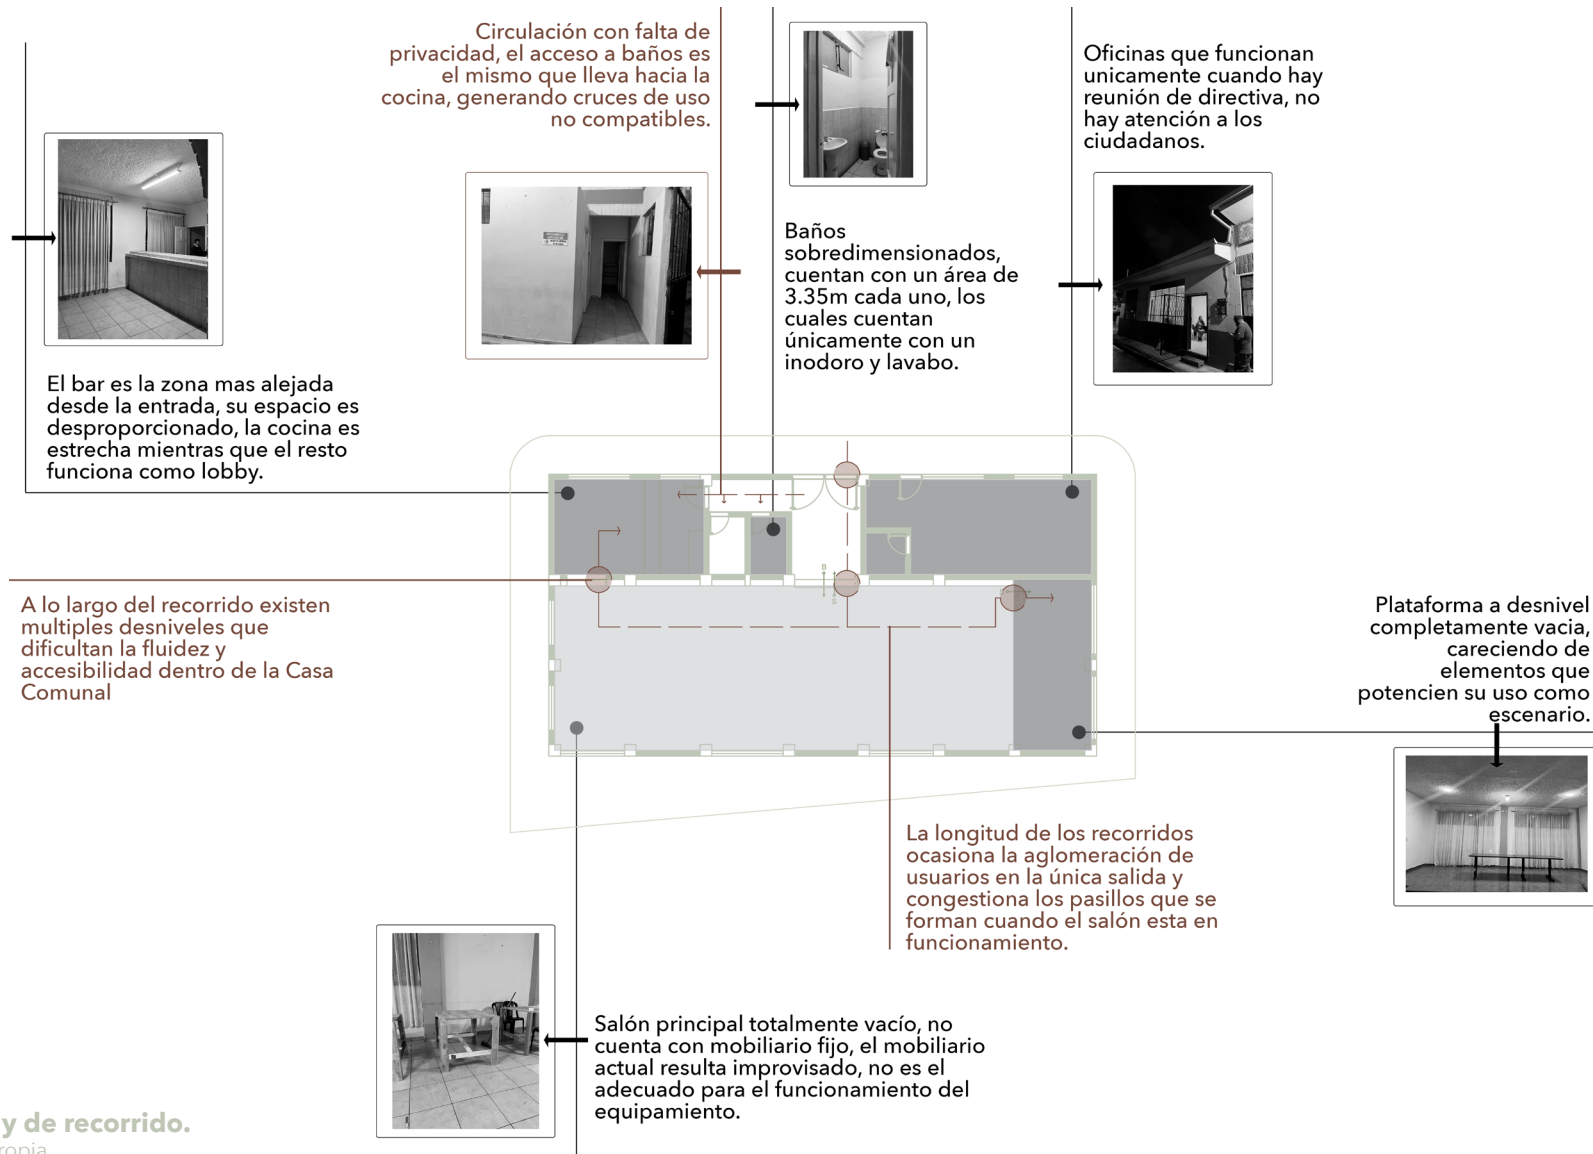 Circulación con falta de
privacidad, el acceso a baños es
el mismo que lleva hacia la
cocina, generando cruces de uso
no compatibles.
Oficinas que funcionan
unicamente cuando hay
reunión de directiva, no
hay atención a los
ciudadanos.
Baños
sobredimensionados,
cuentan con un área de
3.35m cada uno, los
cuales cuentan
únicamente con un
inodoro y lavabo.
El bar es la zona mas alejada
desde la entrada, su espacio es
desproporcionado, la cocina es
estrecha mientras que el resto
funciona como lobby.
A lo largo del recorrido existen
multiples desniveles que
dificultan la fluidez y
accesibilidad dentro de la Casa
Comunal
B
S
Plataforma a desnivel
completamente vacia,
careciendo de
elementos que
potencien su uso como
escenario.
La longitud de los recorridos
ocasiona la aglomeración de
usuarios en la única salida y
congestiona los pasillos que se
forman cuando el salón esta en
funcionamiento.
Salón principal totalmente vacío, no
cuenta con mobiliario fijo, el mobiliario
actual resulta improvisado, no es el
adecuado para el funcionamiento del
equipamiento.
y de recorrido.
ropia